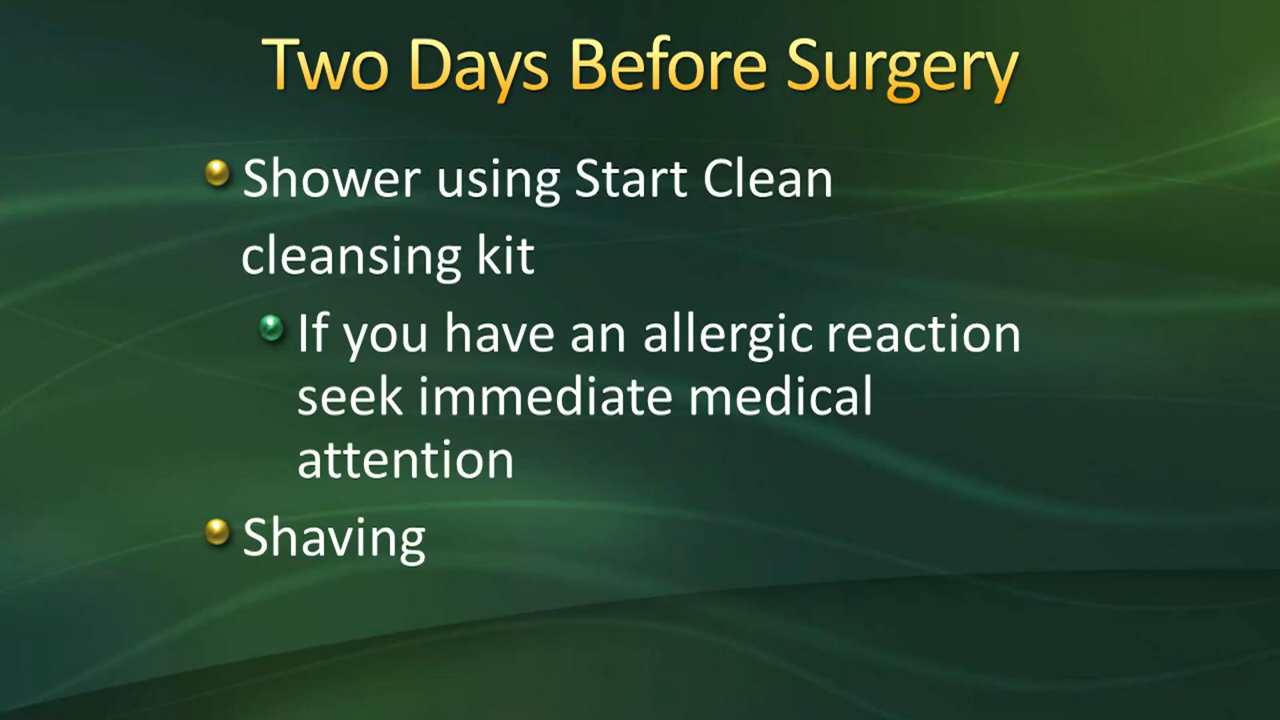 Two Days Before Surgery
Shower using Start Clean
cleansing kit
If you have an allergic reaction
seek immediate medical
attention
Shaving